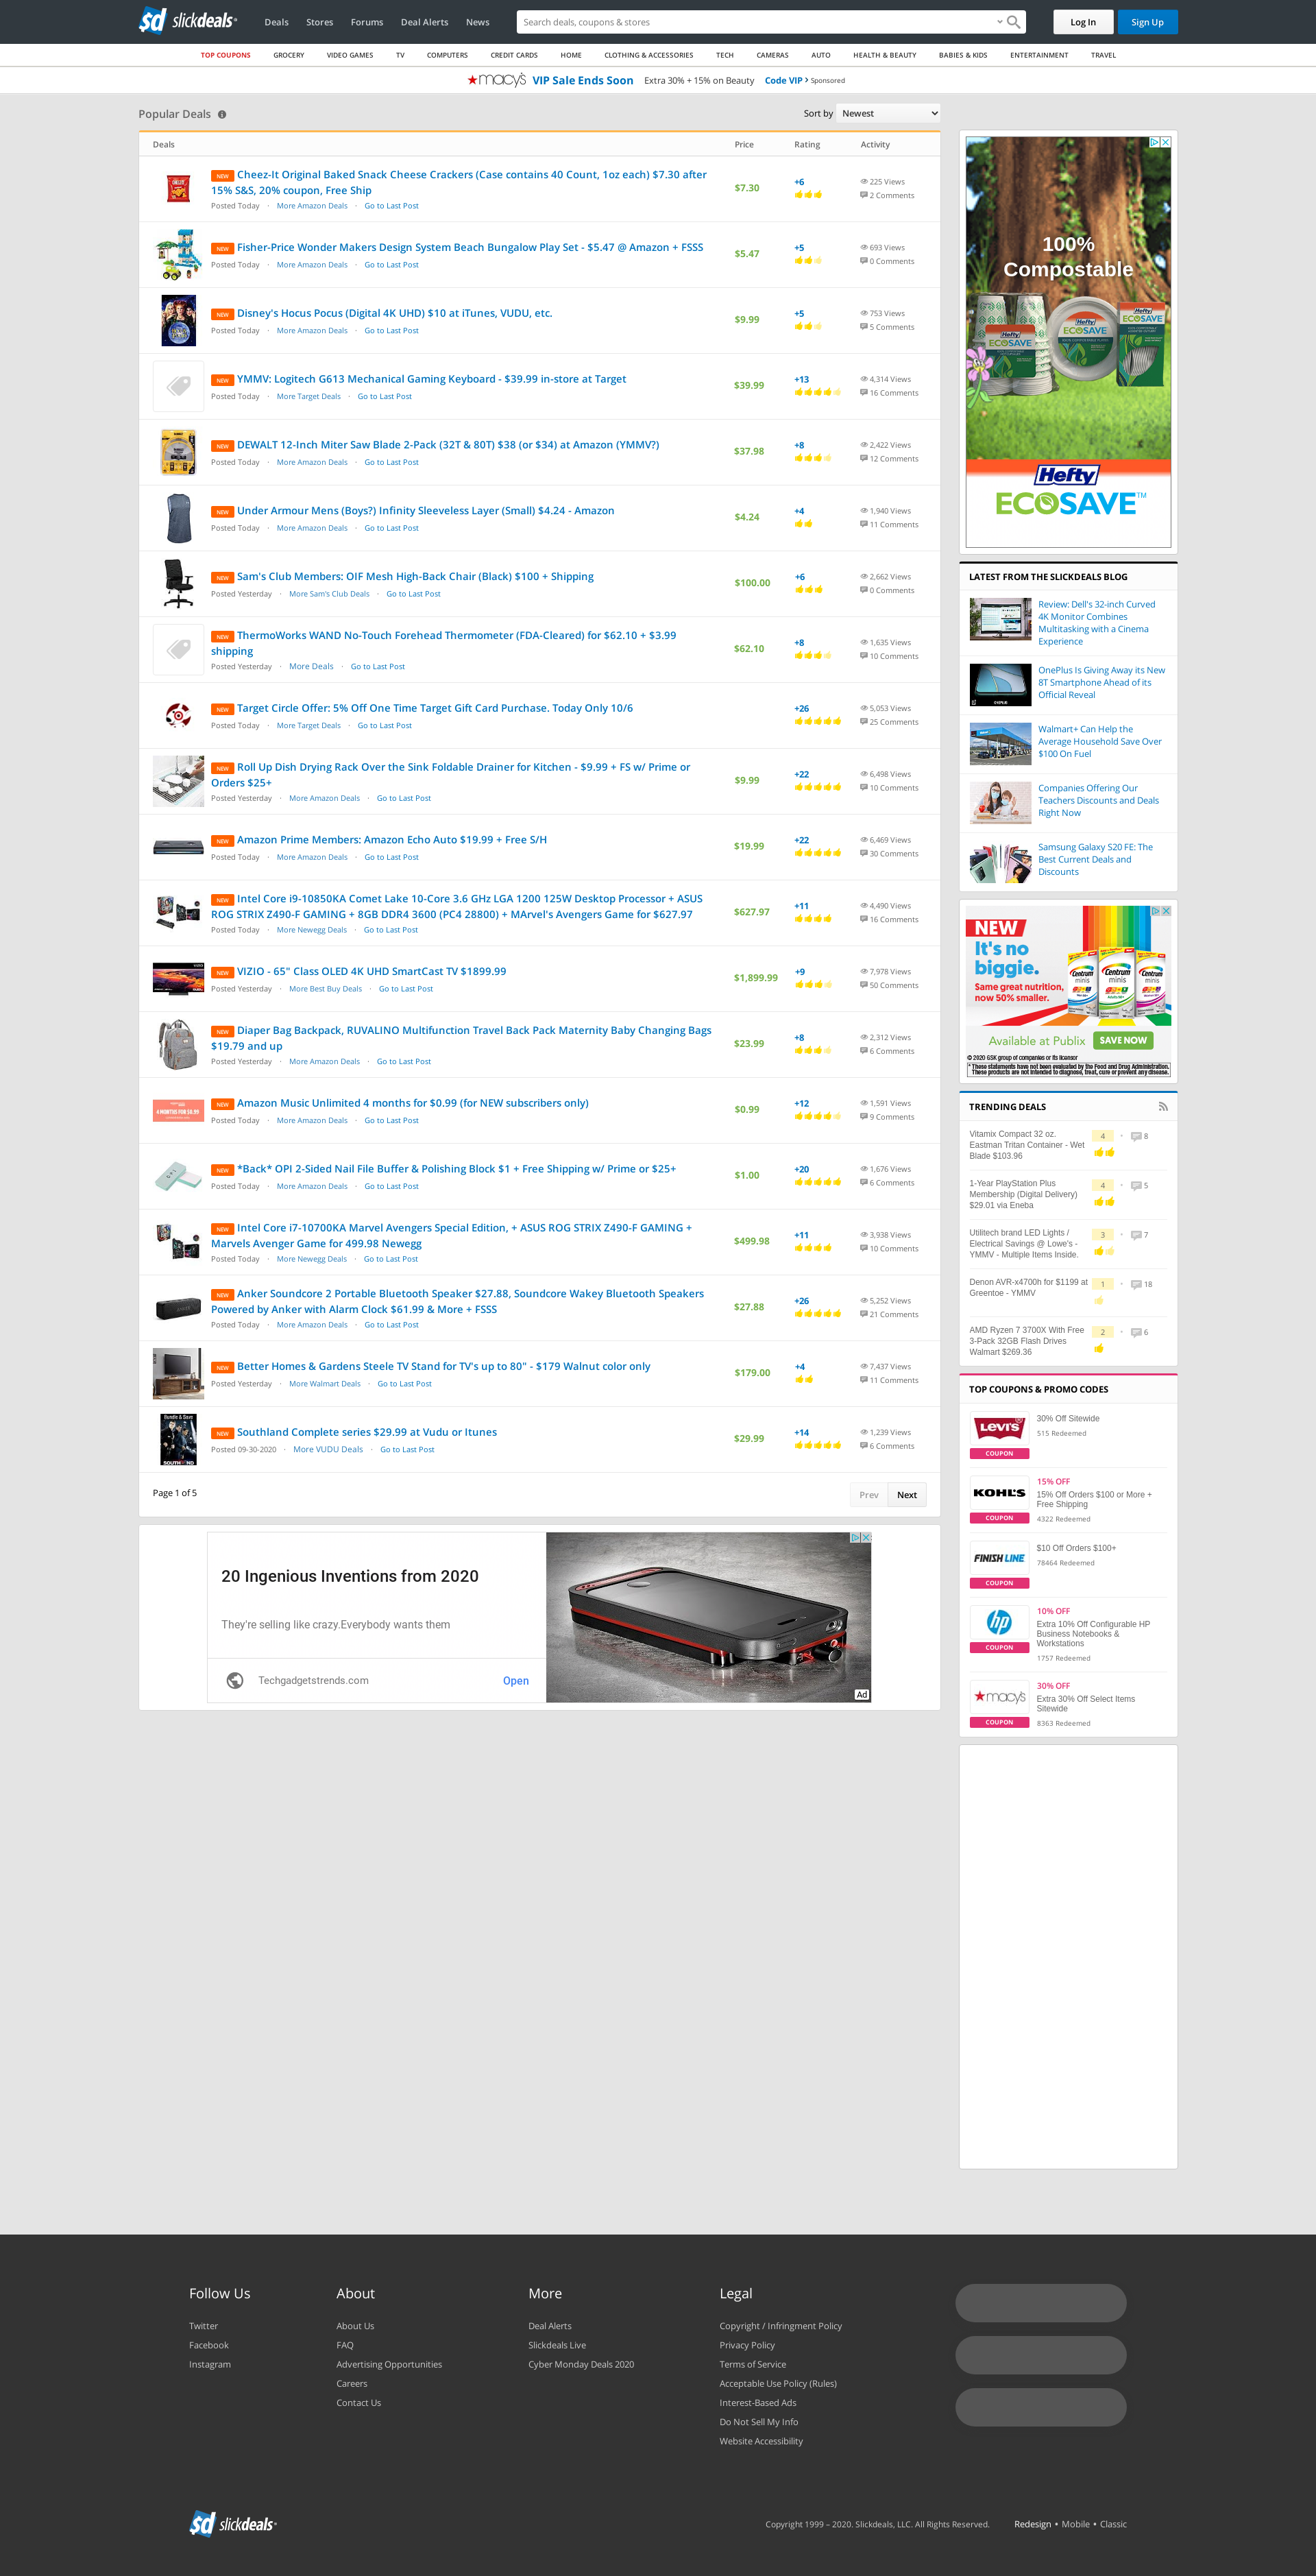 slickdeals
Deals Stores Forums Deal Alerts News
Search deals, coupons & stores
Log In Sign Up
TOP COUPONS GROCERY VIDEO GAMES TV COMPUTERS CREDIT CARDS HOME CLOTHING & ACCESSORIES TECH CAMERAS AUTO HEALTH & BEAUTY BABIES & KIDS ENTERTAINMENT TRAVEL
macy's VIP Sale Ends Soon Extra 30% + 15% on Beauty Code VIP › Sponsored
Popular Deals
Sort by Newest
Deals Price Rating Activity
NEW Cheez-It Original Baked Snack Cheese Crackers (Case contains 40 Count, 1oz each) $7.30 after
15% S&S, 20% coupon, Free Ship
Posted Today · More Amazon Deals · Go to Last Post
$7.30
+6
225 Views
2 Comments
NEW Fisher-Price Wonder Makers Design System Beach Bungalow Play Set - $5.47 @ Amazon + FSSS
Posted Today · More Amazon Deals · Go to Last Post
$5.47
+5
693 Views
0 Comments
NEW Disney's Hocus Pocus (Digital 4K UHD) $10 at iTunes, VUDU, etc.
Posted Today · More Amazon Deals · Go to Last Post
$9.99
+5
753 Views
5 Comments
NEW YMMV: Logitech G613 Mechanical Gaming Keyboard - $39.99 in-store at Target
Posted Today · More Target Deals · Go to Last Post
$39.99
+13
4,314 Views
16 Comments
NEW DEWALT 12-Inch Miter Saw Blade 2-Pack (32T & 80T) $38 (or $34) at Amazon (YMMV?)
Posted Today · More Amazon Deals · Go to Last Post
$37.98
+8
2,422 Views
12 Comments
NEW Under Armour Mens (Boys?) Infinity Sleeveless Layer (Small) $4.24 - Amazon
Posted Today · More Amazon Deals · Go to Last Post
$4.24
+4
1,940 Views
11 Comments
NEW Sam's Club Members: OIF Mesh High-Back Chair (Black) $100 + Shipping
Posted Yesterday · More Sam's Club Deals · Go to Last Post
$100.00
+6
2,662 Views
0 Comments
NEW ThermoWorks WAND No-Touch Forehead Thermometer (FDA-Cleared) for $62.10 + $3.99
shipping
Posted Yesterday · More Deals · Go to Last Post
$62.10
+8
1,635 Views
10 Comments
NEW Target Circle Offer: 5% Off One Time Target Gift Card Purchase. Today Only 10/6
Posted Today · More Target Deals · Go to Last Post
+26
5,053 Views
25 Comments
NEW Roll Up Dish Drying Rack Over the Sink Foldable Drainer for Kitchen - $9.99 + FS w/ Prime or
Orders $25+
Posted Yesterday · More Amazon Deals · Go to Last Post
$9.99
+22
6,498 Views
10 Comments
NEW Amazon Prime Members: Amazon Echo Auto $19.99 + Free S/H
Posted Today · More Amazon Deals · Go to Last Post
$19.99
+22
6,469 Views
30 Comments
NEW Intel Core i9-10850KA Comet Lake 10-Core 3.6 GHz LGA 1200 125W Desktop Processor + ASUS
ROG STRIX Z490-F GAMING + 8GB DDR4 3600 (PC4 28800) + MArvel's Avengers Game for $627.97
Posted Today · More Newegg Deals · Go to Last Post
$627.97
+11
4,490 Views
16 Comments
NEW VIZIO - 65" Class OLED 4K UHD SmartCast TV $1899.99
Posted Yesterday · More Best Buy Deals · Go to Last Post
$1,899.99
+9
7,978 Views
50 Comments
NEW Diaper Bag Backpack, RUVALINO Multifunction Travel Back Pack Maternity Baby Changing Bags
$19.79 and up
Posted Yesterday · More Amazon Deals · Go to Last Post
$23.99
+8
2,312 Views
6 Comments
4 MONTHS FOR $0.99
NEW Amazon Music Unlimited 4 months for $0.99 (for NEW subscribers only)
Posted Today · More Amazon Deals · Go to Last Post
$0.99
+12
1,591 Views
9 Comments
NEW *Back* OPI 2-Sided Nail File Buffer & Polishing Block $1 + Free Shipping w/ Prime or $25+
Posted Today · More Amazon Deals · Go to Last Post
$1.00
+20
1,676 Views
6 Comments
NEW Intel Core i7-10700KA Marvel Avengers Special Edition, + ASUS ROG STRIX Z490-F GAMING +
Marvels Avenger Game for 499.98 Newegg
Posted Today · More Newegg Deals · Go to Last Post
$499.98
+11
3,938 Views
10 Comments
NEW Anker Soundcore 2 Portable Bluetooth Speaker $27.88, Soundcore Wakey Bluetooth Speakers
Powered by Anker with Alarm Clock $61.99 & More + FSSS
Posted Today · More Amazon Deals · Go to Last Post
$27.88
+26
5,252 Views
21 Comments
NEW Better Homes & Gardens Steele TV Stand for TV's up to 80" - $179 Walnut color only
Posted Yesterday · More Walmart Deals · Go to Last Post
$179.00
+4
7,437 Views
11 Comments
Bundle & Save
SOUTHLAND
NEW Southland Complete series $29.99 at Vudu or Itunes
Posted 09-30-2020 · More VUDU Deals · Go to Last Post
$29.99
+14
1,239 Views
6 Comments
Page 1 of 5
Prev Next
20 Ingenious Inventions from 2020
They're selling like crazy.Everybody wants them
Techgadgetstrends.com Open
Ad
100%
Compostable
Hefty
ECOSAVE
Hefty
ECOSAVE
Hefty
ECOSAVE
Hefty
ECOSAVE TM
LATEST FROM THE SLICKDEALS BLOG
Review: Dell's 32-inch Curved
4K Monitor Combines
Multitasking with a Cinema
Experience
OnePlus Is Giving Away its New
8T Smartphone Ahead of its
Official Reveal
Walmart+ Can Help the
Average Household Save Over
$100 On Fuel
Companies Offering Our
Teachers Discounts and Deals
Right Now
Samsung Galaxy S20 FE: The
Best Current Deals and
Discounts
NEW
It's no
biggie.
Same great nutrition,
now 50% smaller.
Centrum minis
Centrum minis
Centrum minis
Available at Publix SAVE NOW
© 2020 GSK group of companies or its licensor
* These statements have not been evaluated by the Food and Drug Administration.
These products are not intended to diagnose, treat, cure or prevent any disease.
TRENDING DEALS
Vitamix Compact 32 oz.
Eastman Tritan Container - Wet
Blade $103.96
4 · 8
1-Year PlayStation Plus
Membership (Digital Delivery)
$29.01 via Eneba
4 · 5
Utilitech brand LED Lights /
Electrical Savings @ Lowe's -
YMMV - Multiple Items Inside.
3 · 7
Denon AVR-x4700h for $1199 at
Greentoe - YMMV
1 · 18
AMD Ryzen 7 3700X With Free
3-Pack 32GB Flash Drives
Walmart $269.36
2 · 6
TOP COUPONS & PROMO CODES
LEVI'S
COUPON
30% Off Sitewide
515 Redeemed
KOHL'S
COUPON
15% OFF
15% Off Orders $100 or More +
Free Shipping
4322 Redeemed
FINISH LINE
COUPON
$10 Off Orders $100+
78464 Redeemed
hp
COUPON
10% OFF
Extra 10% Off Configurable HP
Business Notebooks &
Workstations
1757 Redeemed
macy's
COUPON
30% OFF
Extra 30% Off Select Items
Sitewide
8363 Redeemed
Follow Us
Twitter
Facebook
Instagram
About
About Us
FAQ
Advertising Opportunities
Careers
Contact Us
More
Deal Alerts
Slickdeals Live
Cyber Monday Deals 2020
Legal
Copyright / Infringment Policy
Privacy Policy
Terms of Service
Acceptable Use Policy (Rules)
Interest-Based Ads
Do Not Sell My Info
Website Accessibility
slickdeals
Copyright 1999 – 2020. Slickdeals, LLC. All Rights Reserved.
Redesign • Mobile • Classic